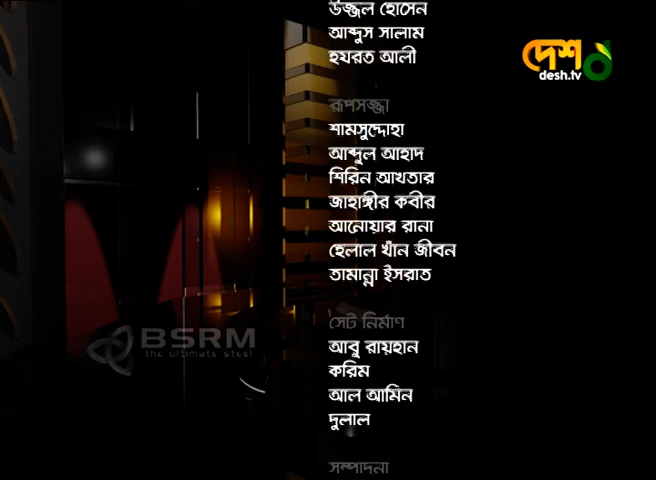 উজ্জ্বল হোসেন
আব্দুস সালাম
হযরত আলী
দেশ
desh.tv
রূপসজ্জা
শামসুদ্দোহা
আব্দুল আহাদ
শিরিন আখতার
জাহাঙ্গীর কবীর
আনোয়ার রানা
হেলাল খাঁন জীবন
তামান্না ইসরাত
সেট নির্মাণ
আবু রায়হান
করিম
আল আমিন
দুলাল
BSRM
the ultimate steel
সম্পাদনা